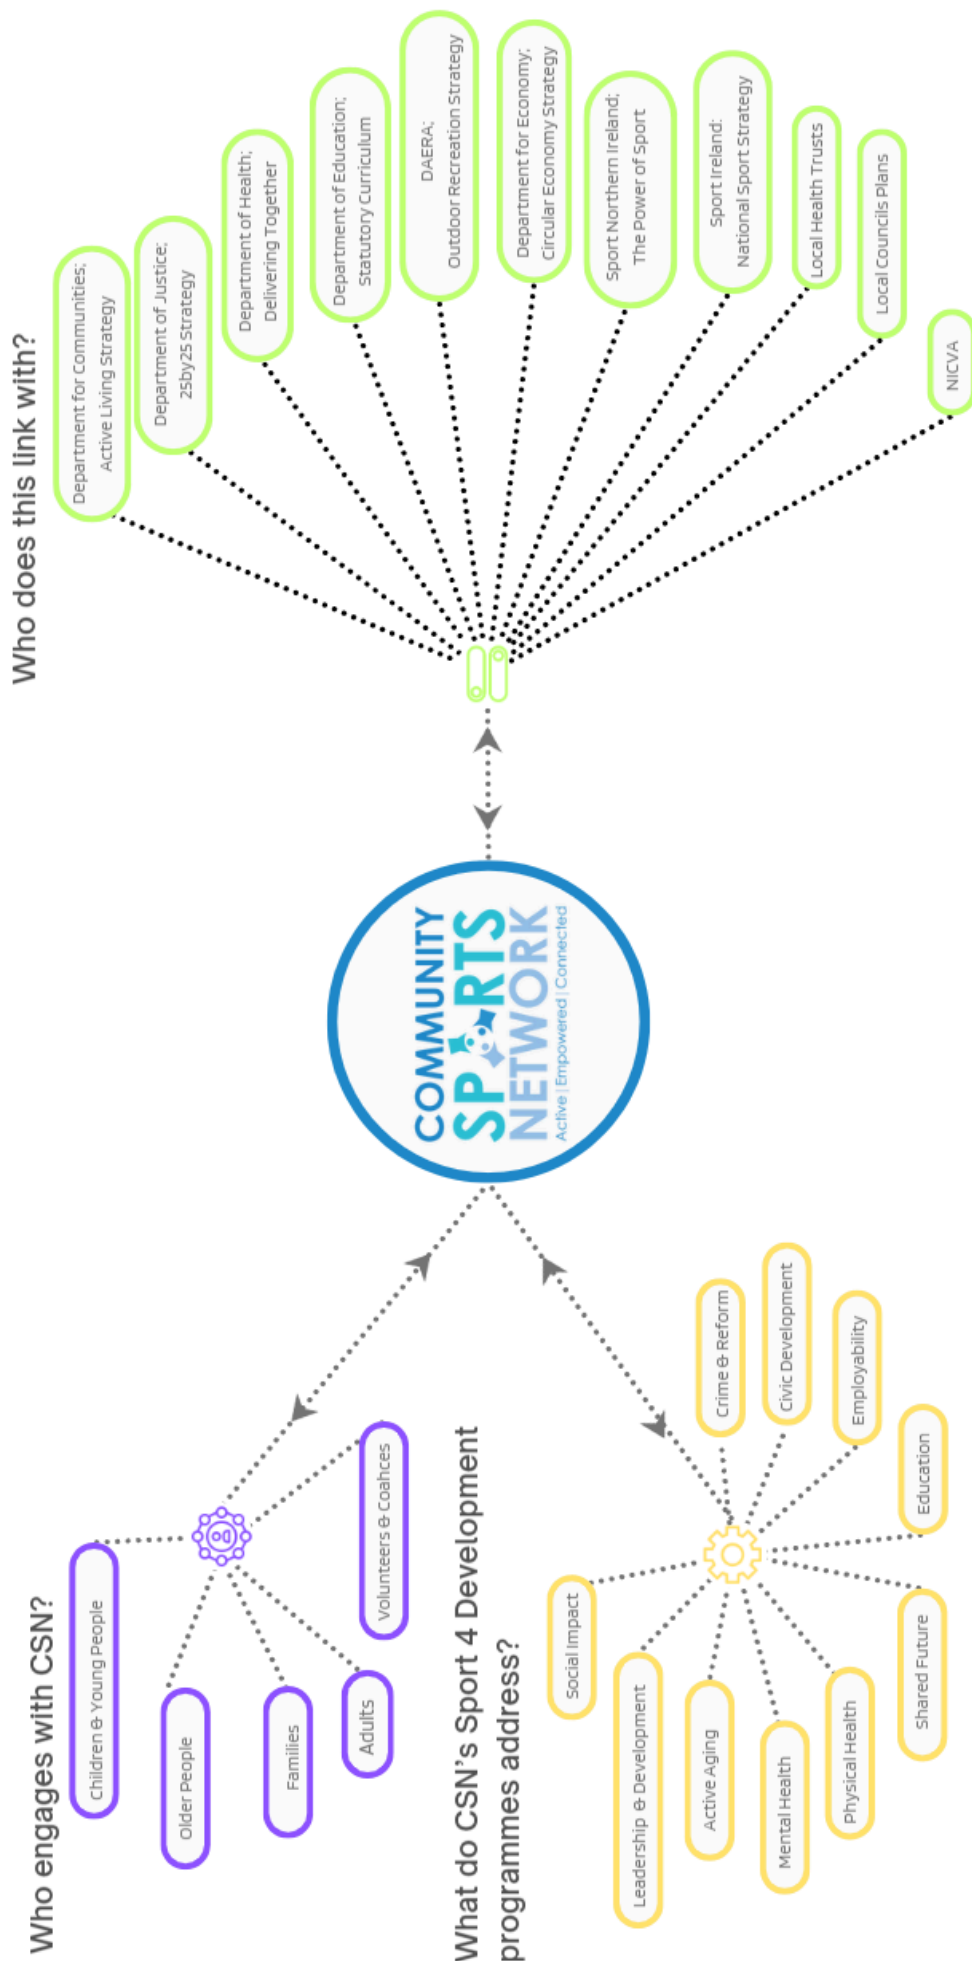 Who engages with CSN?
Children & Young People
Older People
Families
Adults
Volunteers & Coahces
What do CSN's Sport 4 Development
programmes address?
Social Impact
Leadership & Development
Active Aging
Mental Health
Physical Health
Shared Future
Education
Employability
Civic Development
Crime & Reform
COMMUNITY
SPORTS
NETWORK
Active | Empowered | Connected
Who does this link with?
Department for Communities;
Active Living Strategy
Department of Justice;
25by25 Strategy
Department of Health;
Delivering Together
Department of Education;
Statutory Curriculum
DAERA;
Outdoor Recreation Strategy
Department for Economy;
Circular Economy Strategy
Sport Northern Ireland;
The Power of Sport
Sport Ireland:
National Sport Strategy
Local Health Trusts
Local Councils Plans
NICVA